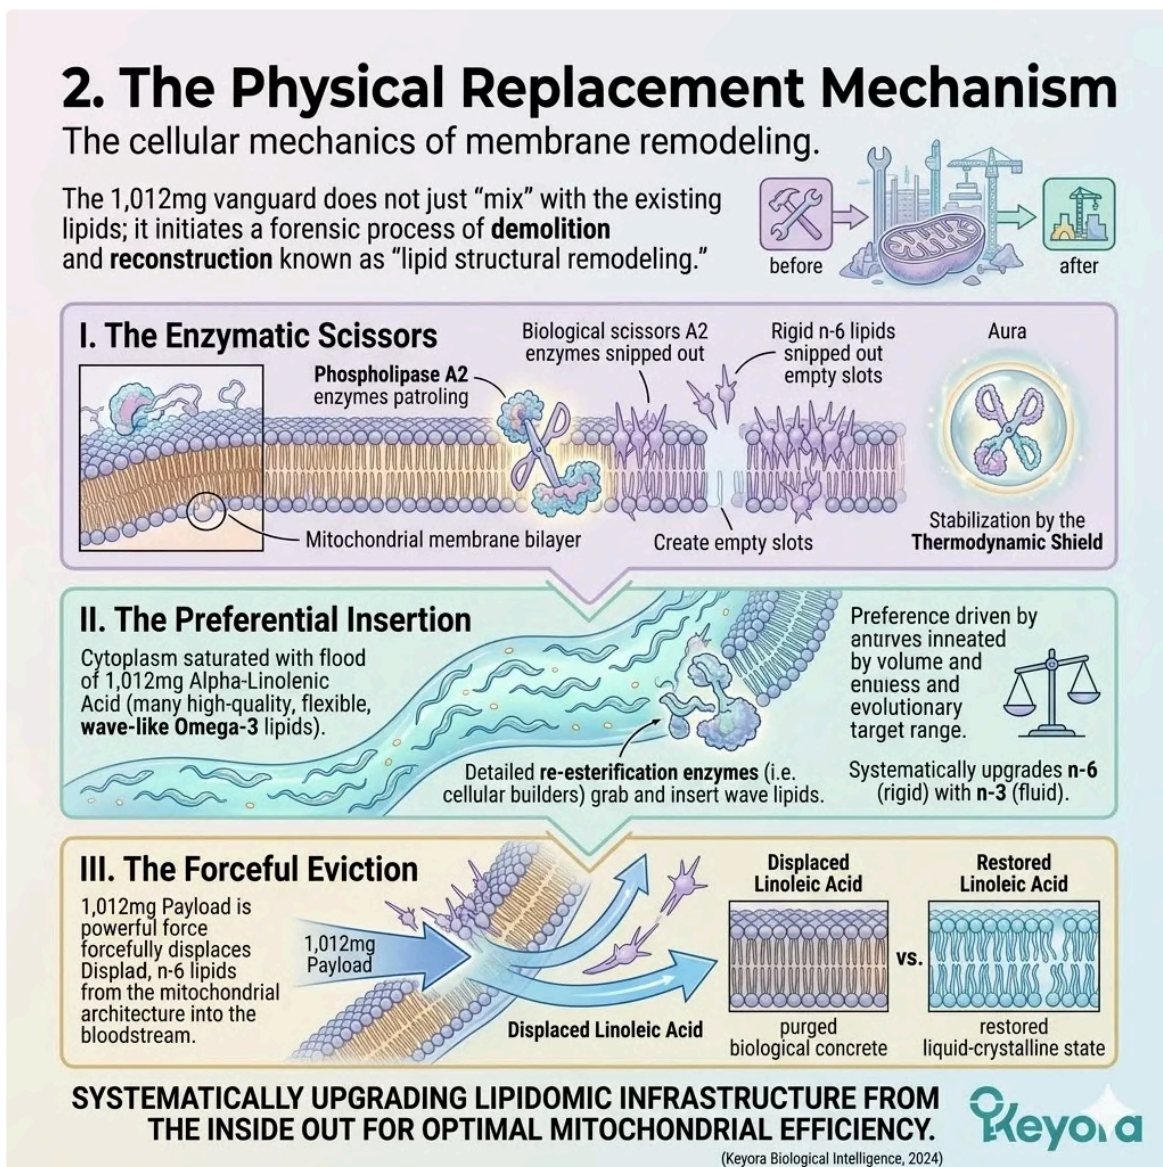 2. The Physical Replacement Mechanism
The cellular mechanics of membrane remodeling.
The 1,012mg vanguard does not just “mix” with the existing
lipids; it initiates a forensic process of demolition
and reconstruction known as “lipid structural remodeling.”
before
after
I. The Enzymatic Scissors
Phospholipase A2
enzymes patroling
Biological scissors A2
enzymes snipped out
Rigid n-6 lipids
snipped out
empty slots
Aura
Mitochondrial membrane bilayer
Create empty slots
Stabilization by the
Thermodynamic Shield
II. The Preferential Insertion
Cytoplasm saturated with flood
of 1,012mg Alpha-Linolenic
Acid (many high-quality, flexible,
wave-like Omega-3 lipids).
Detailed re-esterification enzymes (i.e.
cellular builders) grab and insert wave lipids.
Preference driven by
inneated
by volume and
and
evolutionary
target range.
Systematically upgrades n-6
(rigid) with n-3 (fluid).
III. The Forceful Eviction
1,012mg Payload is
powerful force
forcefully displaces
Displad, n-6 lipids
from the mitochondrial
architecture into the
bloodstream.
1,012mg
Payload
Displaced Linoleic Acid
Displaced
Linoleic Acid
purged
biological concrete
vs.
Restored
Linoleic Acid
restored
liquid-crystalline state
SYSTEMATICALLY UPGRADING LIPIDOMIC INFRASTRUCTURE FROM
THE INSIDE OUT FOR OPTIMAL MITOCHONDRIAL EFFICIENCY.
Keyora
(Keyora Biological Intelligence, 2024)